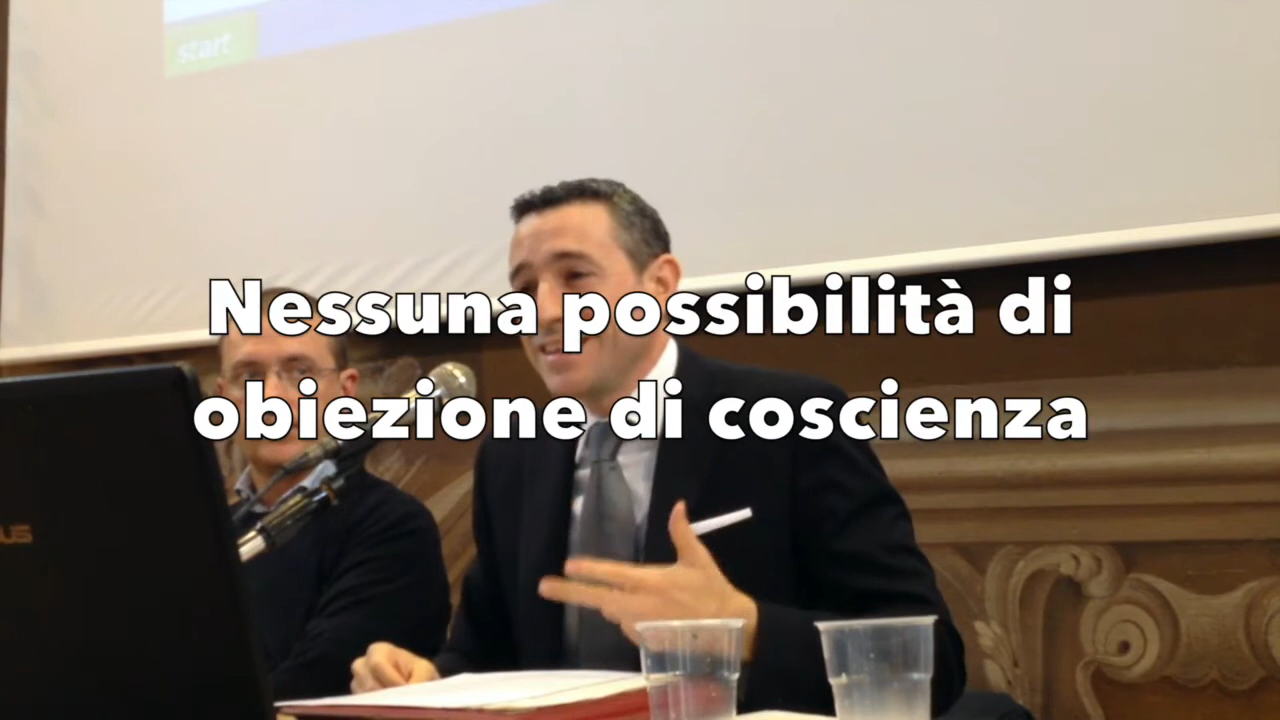 start
Nessuna possibilità di
obiezione di coscienza